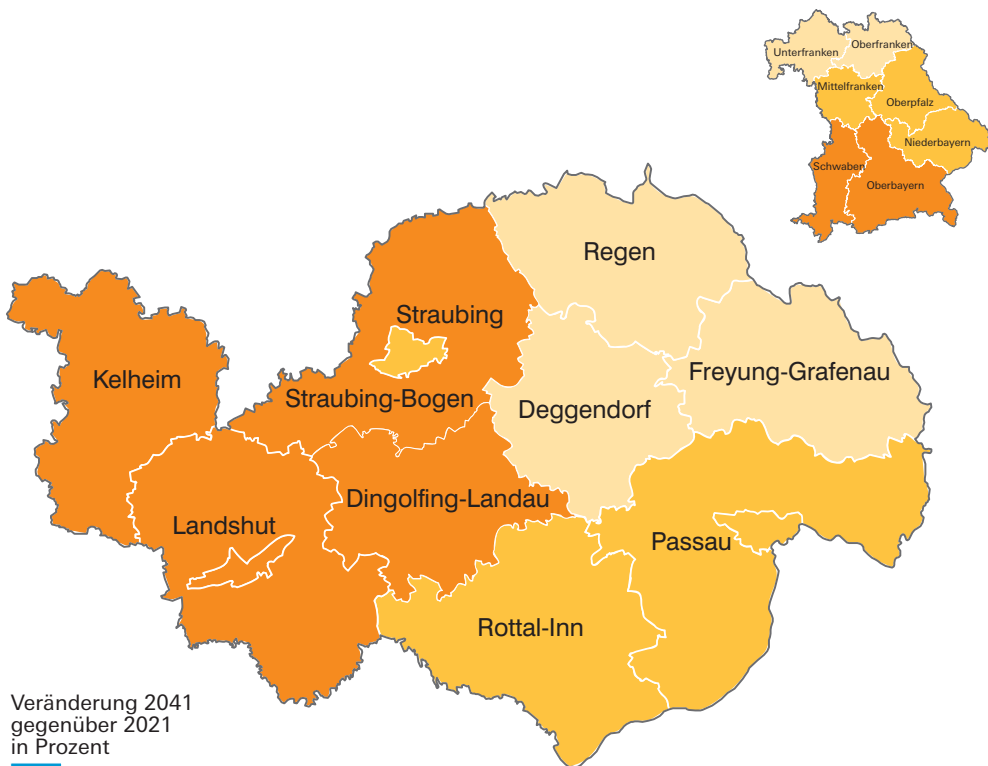 Unterfranken
Oberfranken
Mittelfranken
Oberpfalz
Niederbayern
Schwaben
Oberbayern
Regen
Straubing
Kelheim
Freyung-Grafenau
Straubing-Bogen
Deggendorf
Dingolfing-Landau
Landshut
Passau
Rottal-Inn
Veränderung 2041
gegenüber 2021
in Prozent